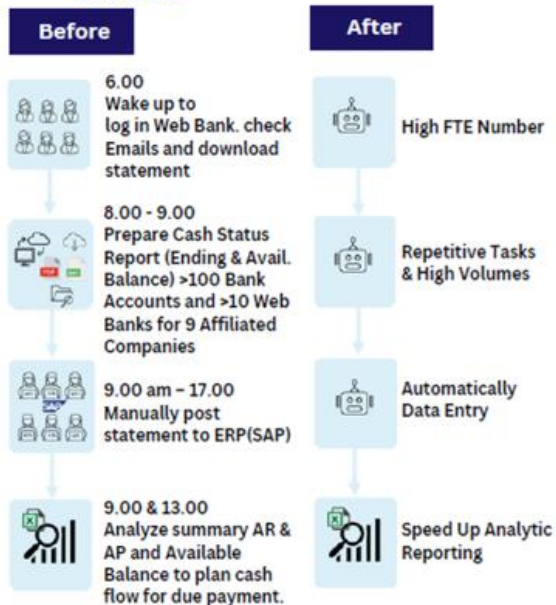 Before
6.00
Wake up to
log in Web Bank. check
Emails and download
statement
8.00 - 9.00
Prepare Cash Status
Report (Ending & Avail.
Balance) >100 Bank
Accounts and >10 Web
Banks for 9 Affiliated
Companies
SAP
9.00 am – 17.00
Manually post
statement to ERP(SAP)
9.00 & 13.00
Analyze summary AR &
AP and Available
Balance to plan cash
flow for due payment.
After
High FTE Number
Repetitive Tasks
& High Volumes
Automatically
Data Entry
Speed Up Analytic
Reporting